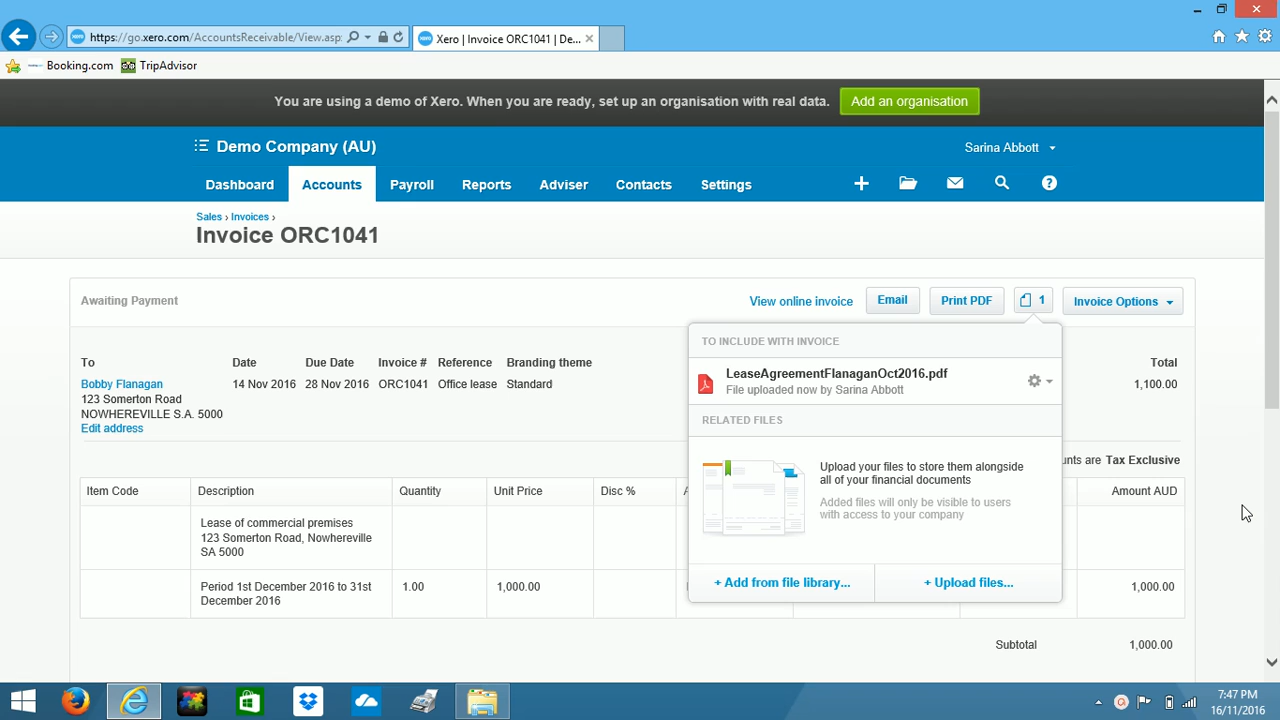 https://go.xero.com/AccountsReceivable/View.asp
xero
Xero | Invoice ORC1041 | De...
Booking.com
TripAdvisor
You are using a demo of Xero. When you are ready, set up an organisation with real data.
Add an organisation
Demo Company (AU)
Sarina Abbott
Dashboard
Accounts
Payroll
Reports
Adviser
Contacts
Settings
Sales › Invoices ›
Invoice ORC1041
Awaiting Payment
View online invoice
Email
Print PDF
1
Invoice Options
TO INCLUDE WITH INVOICE
LeaseAgreementFlanaganOct2016.pdf
File uploaded now by Sarina Abbott
RELATED FILES
Upload your files to store them alongside
all of your financial documents
Added files will only be visible to users
with access to your company
+ Add from file library...
+ Upload files...
To
Date
Due Date
Invoice #
Reference
Branding theme
Total
Bobby Flanagan
14 Nov 2016
28 Nov 2016
ORC1041
Office lease
Standard
1,100.00
123 Somerton Road
NOWHEREVILLE S.A. 5000
Edit address
unts are Tax Exclusive
Item Code
Description
Quantity
Unit Price
Disc %
Amount AUD
Lease of commercial premises
123 Somerton Road, Nowhereville
SA 5000
Period 1st December 2016 to 31st
December 2016
1.00
1,000.00
1,000.00
Subtotal
1,000.00
7:47 PM
16/11/2016